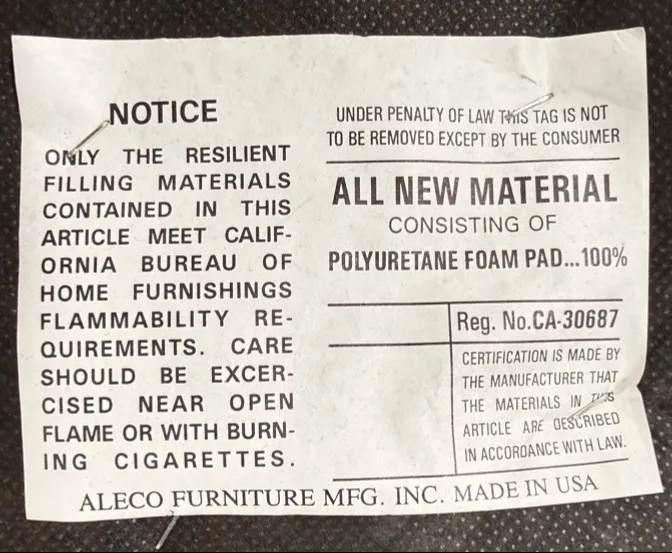 NOTICE
ONLY THE RESILIENT
FILLING MATERIALS
CONTAINED IN THIS
ARTICLE MEET CALIF-
ORNIA BUREAU OF
HOME FURNISHINGS
FLAMMABILITY RE-
QUIREMENTS. CARE
SHOULD BE EXCER-
CISED NEAR OPEN
FLAME OR WITH BURN-
ING CIGARETTES.
UNDER PENALTY OF LAW THIS TAG IS NOT
TO BE REMOVED EXCEPT BY THE CONSUMER
ALL NEW MATERIAL
CONSISTING OF
POLYURETANE FOAM PAD...100%
Reg. No.CA-30687
CERTIFICATION IS MADE BY
THE MANUFACTURER THAT
THE MATERIALS IN THIS
ARTICLE ARE DESCRIBED
IN ACCORDANCE WITH LAW.
ALECO FURNITURE MFG. INC. MADE IN USA